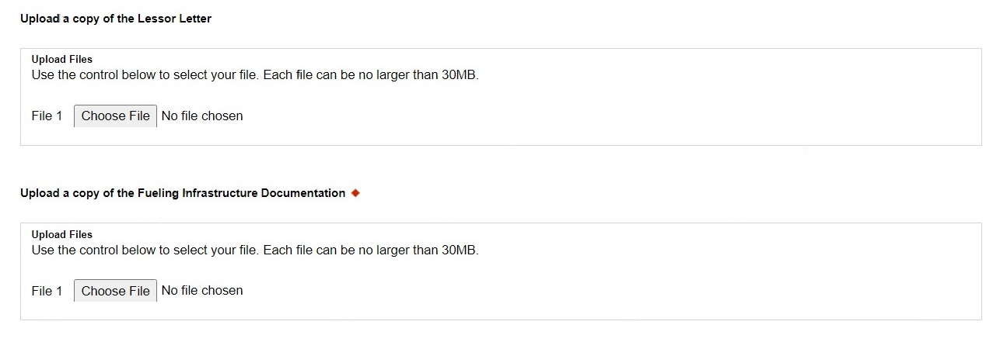 Upload a copy of the Lessor Letter
Upload Files
Use the control below to select your file. Each file can be no larger than 30MB.
File 1 Choose File No file chosen
Upload a copy of the Fueling Infrastructure Documentation
Upload Files
Use the control below to select your file. Each file can be no larger than 30MB.
File 1 Choose File No file chosen